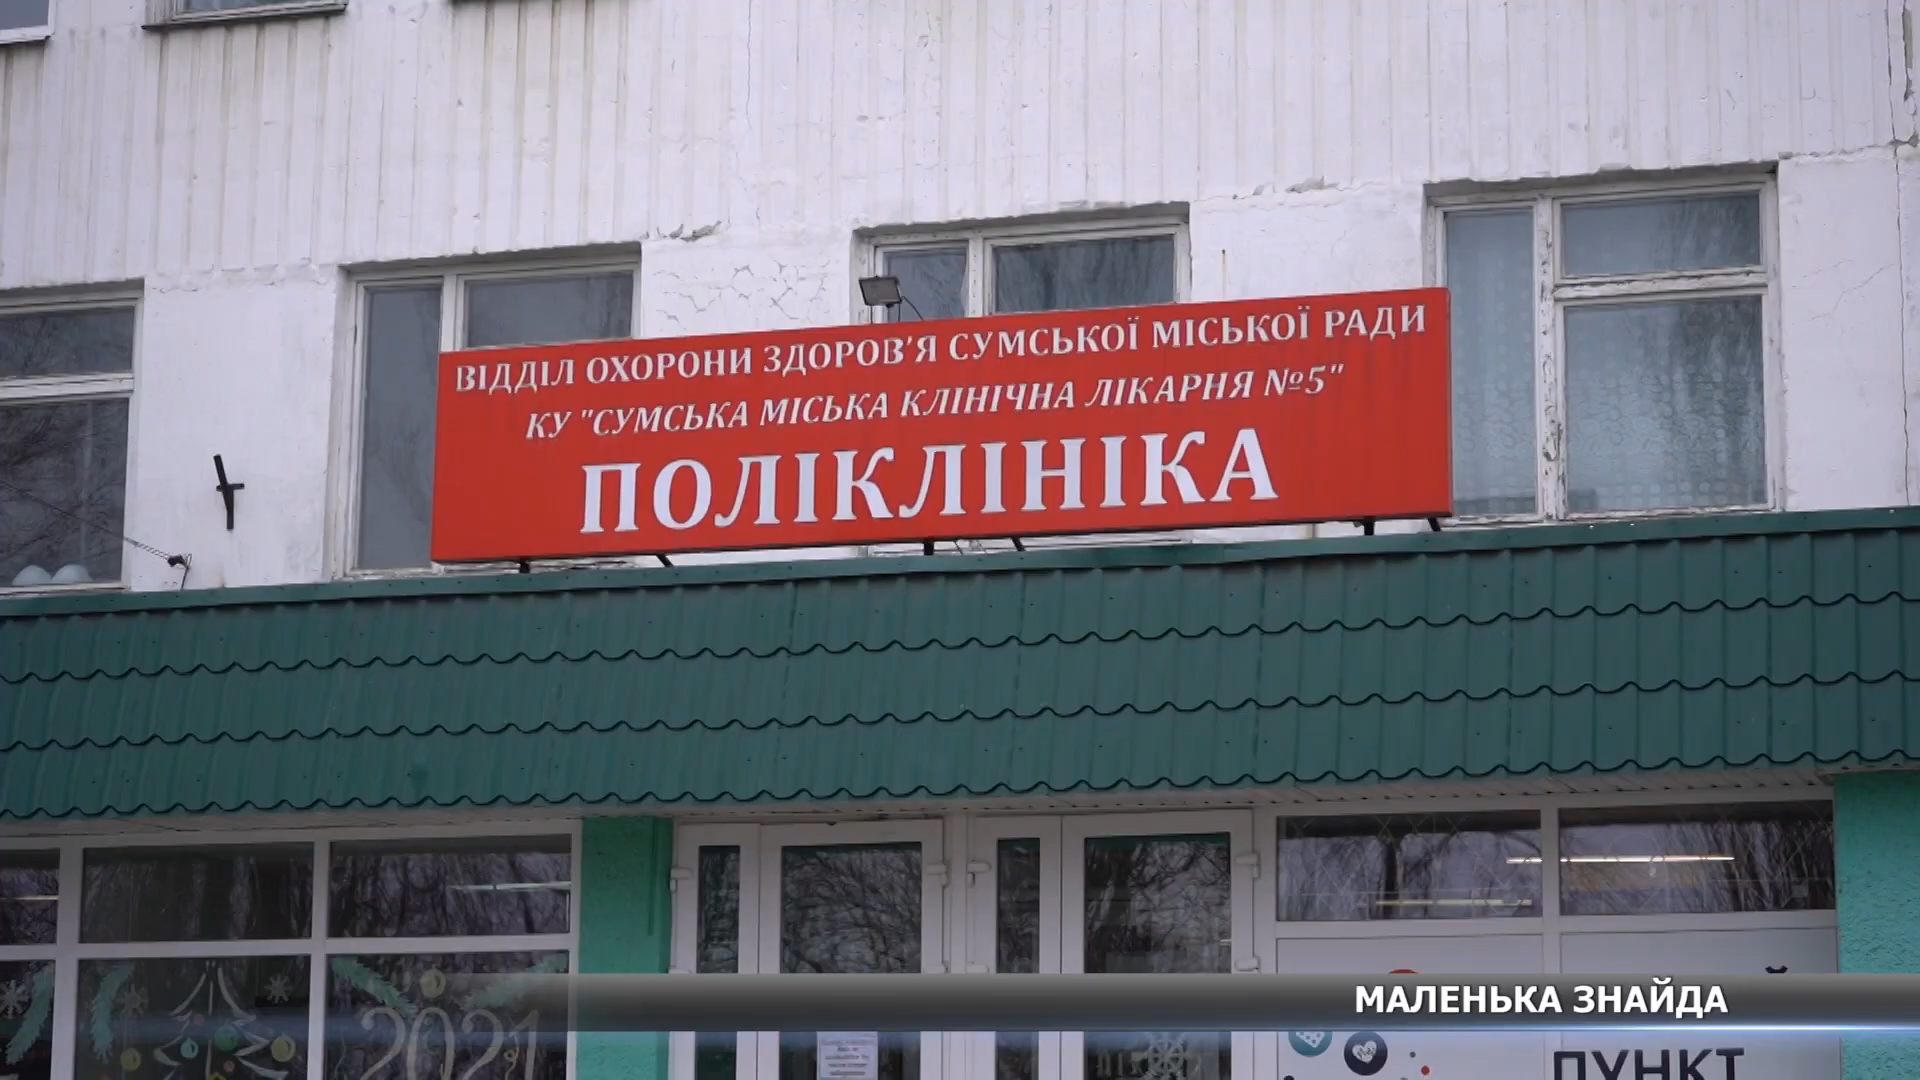 ВІДДІЛ ОХОРОНИ ЗДОРОВ'Я СУМСЬКОЇ МІСЬКОЇ РАДИ
КУ "СУМСЬКА МІСЬКА КЛІНІЧНА ЛІКАРНЯ №5"
ПОЛІКЛІНІКА
МАЛЕНЬКА ЗНАЙДА
2021
ПУНКТ